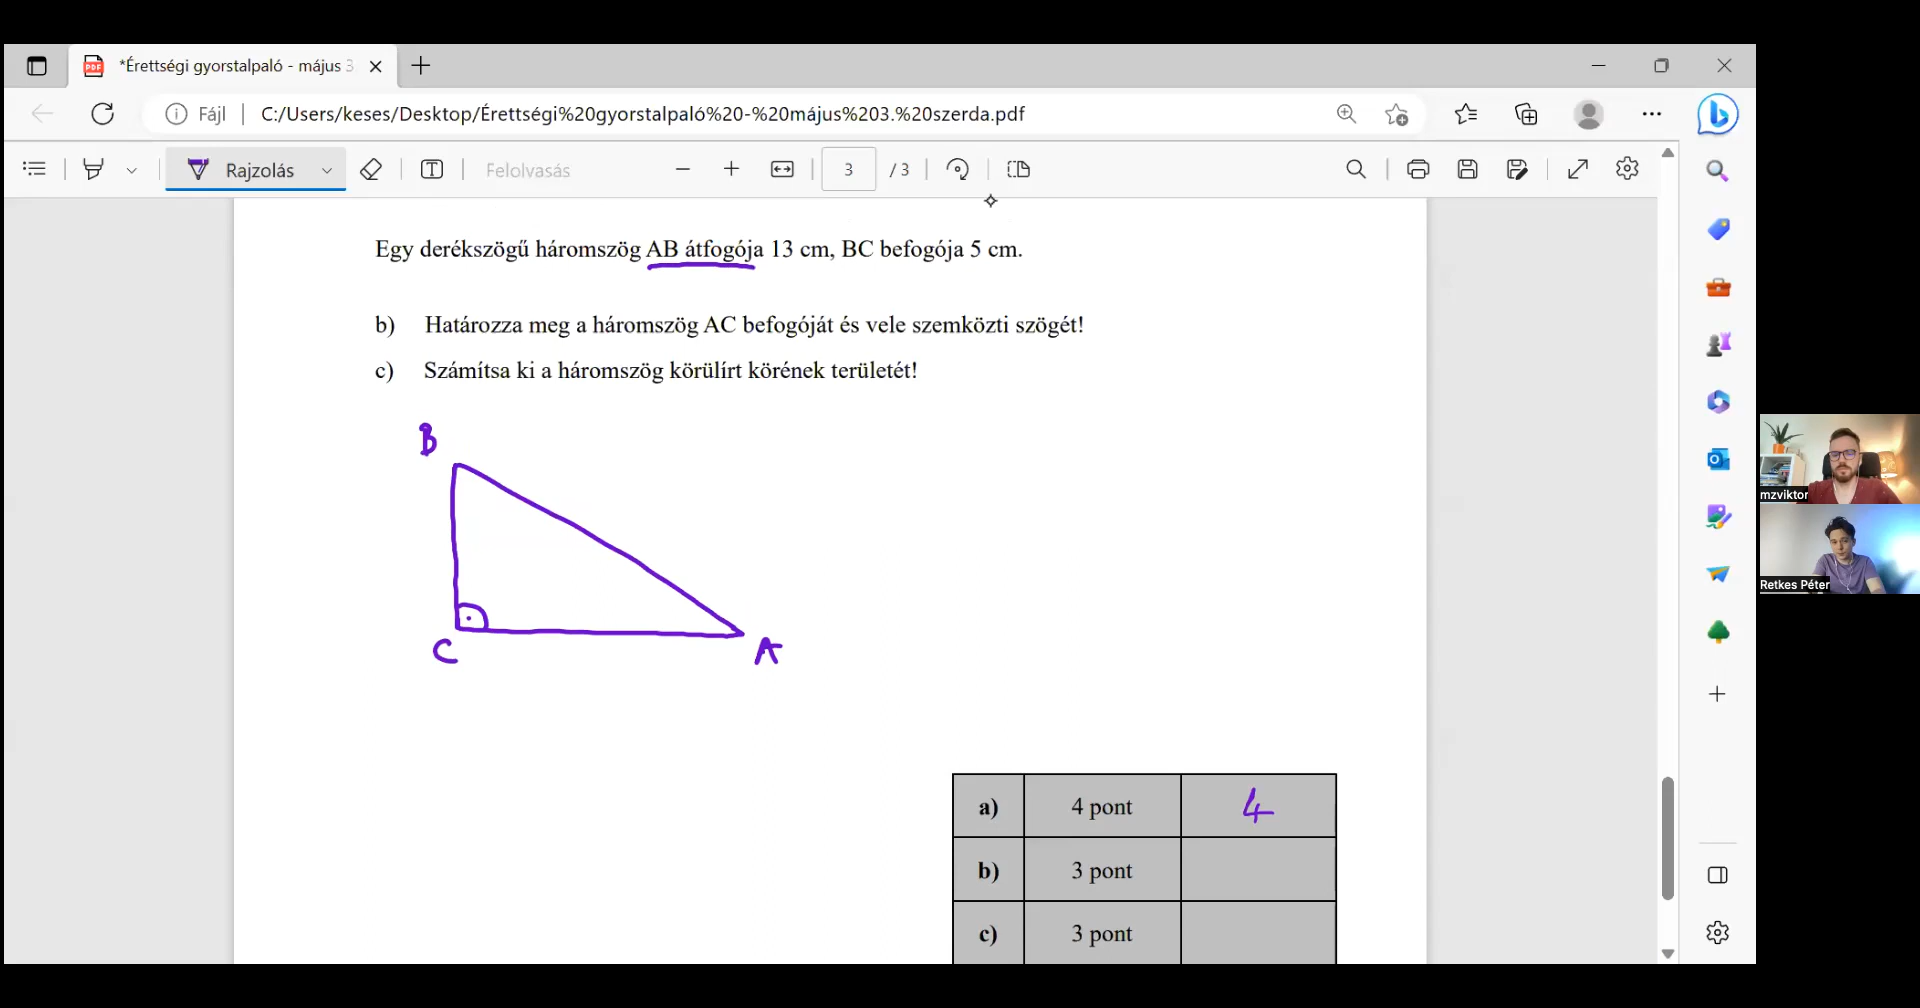 *Érettségi gyorstalpaló - május 3
Fájl
C:/Users/keses/Desktop/Érettségi%20gyorstalpaló%20-%20május%203.%20szerda.pdf
Rajzolás
Felolvasás
3
/ 3
Egy derékszögű háromszög AB átfogója 13 cm, BC befogója 5 cm.
b) Határozza meg a háromszög AC befogóját és vele szemközti szögét!
c) Számítsa ki a háromszög körülírt körének területét!
B
C
A
mzviktor
Retkes Péter
a) 4 pont 4
b) 3 pont
c) 3 pont